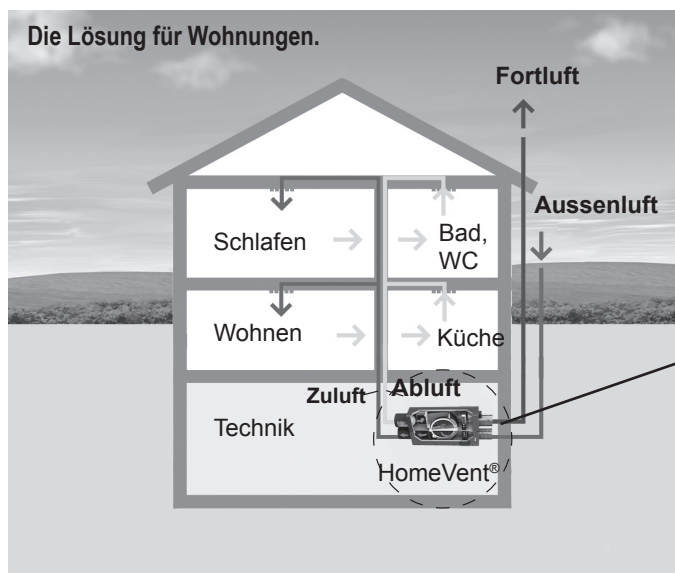 Die Lösung für Wohnungen.
Fortluft
Aussenluft
Schlafen
Bad,
WC
Wohnen
Küche
Zuluft
Abluft
Technik
HomeVent®